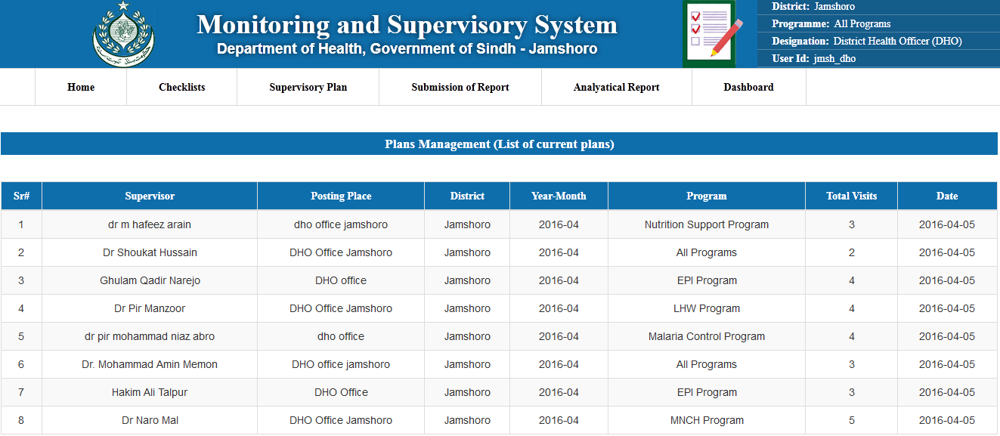 Monitoring and Supervisory System
Department of Health, Government of Sindh - Jamshoro
District: Jamshoro
Programme: All Programs
Designation: District Health Officer (DHO)
User Id: jmsh_dho
Home Checklists Supervisory Plan Submission of Report Analyatical Report Dashboard
Plans Management (List of current plans)
Sr# Supervisor Posting Place District Year-Month Program Total Visits Date
1 dr m hafeez arain dho office jamshoro Jamshoro 2016-04 Nutrition Support Program 3 2016-04-05
2 Dr Shoukat Hussain DHO Office Jamshoro Jamshoro 2016-04 All Programs 2 2016-04-05
3 Ghulam Qadir Narejo DHO office Jamshoro 2016-04 EPI Program 4 2016-04-05
4 Dr Pir Manzoor DHO Office Jamshoro Jamshoro 2016-04 LHW Program 4 2016-04-05
5 dr pir mohammad niaz abro dho office Jamshoro 2016-04 Malaria Control Program 4 2016-04-05
6 Dr. Mohammad Amin Memon DHO office jamshoro Jamshoro 2016-04 All Programs 3 2016-04-05
7 Hakim Ali Talpur DHO Office Jamshoro 2016-04 EPI Program 3 2016-04-05
8 Dr Naro Mal DHO Office Jamshoro Jamshoro 2016-04 MNCH Program 5 2016-04-05